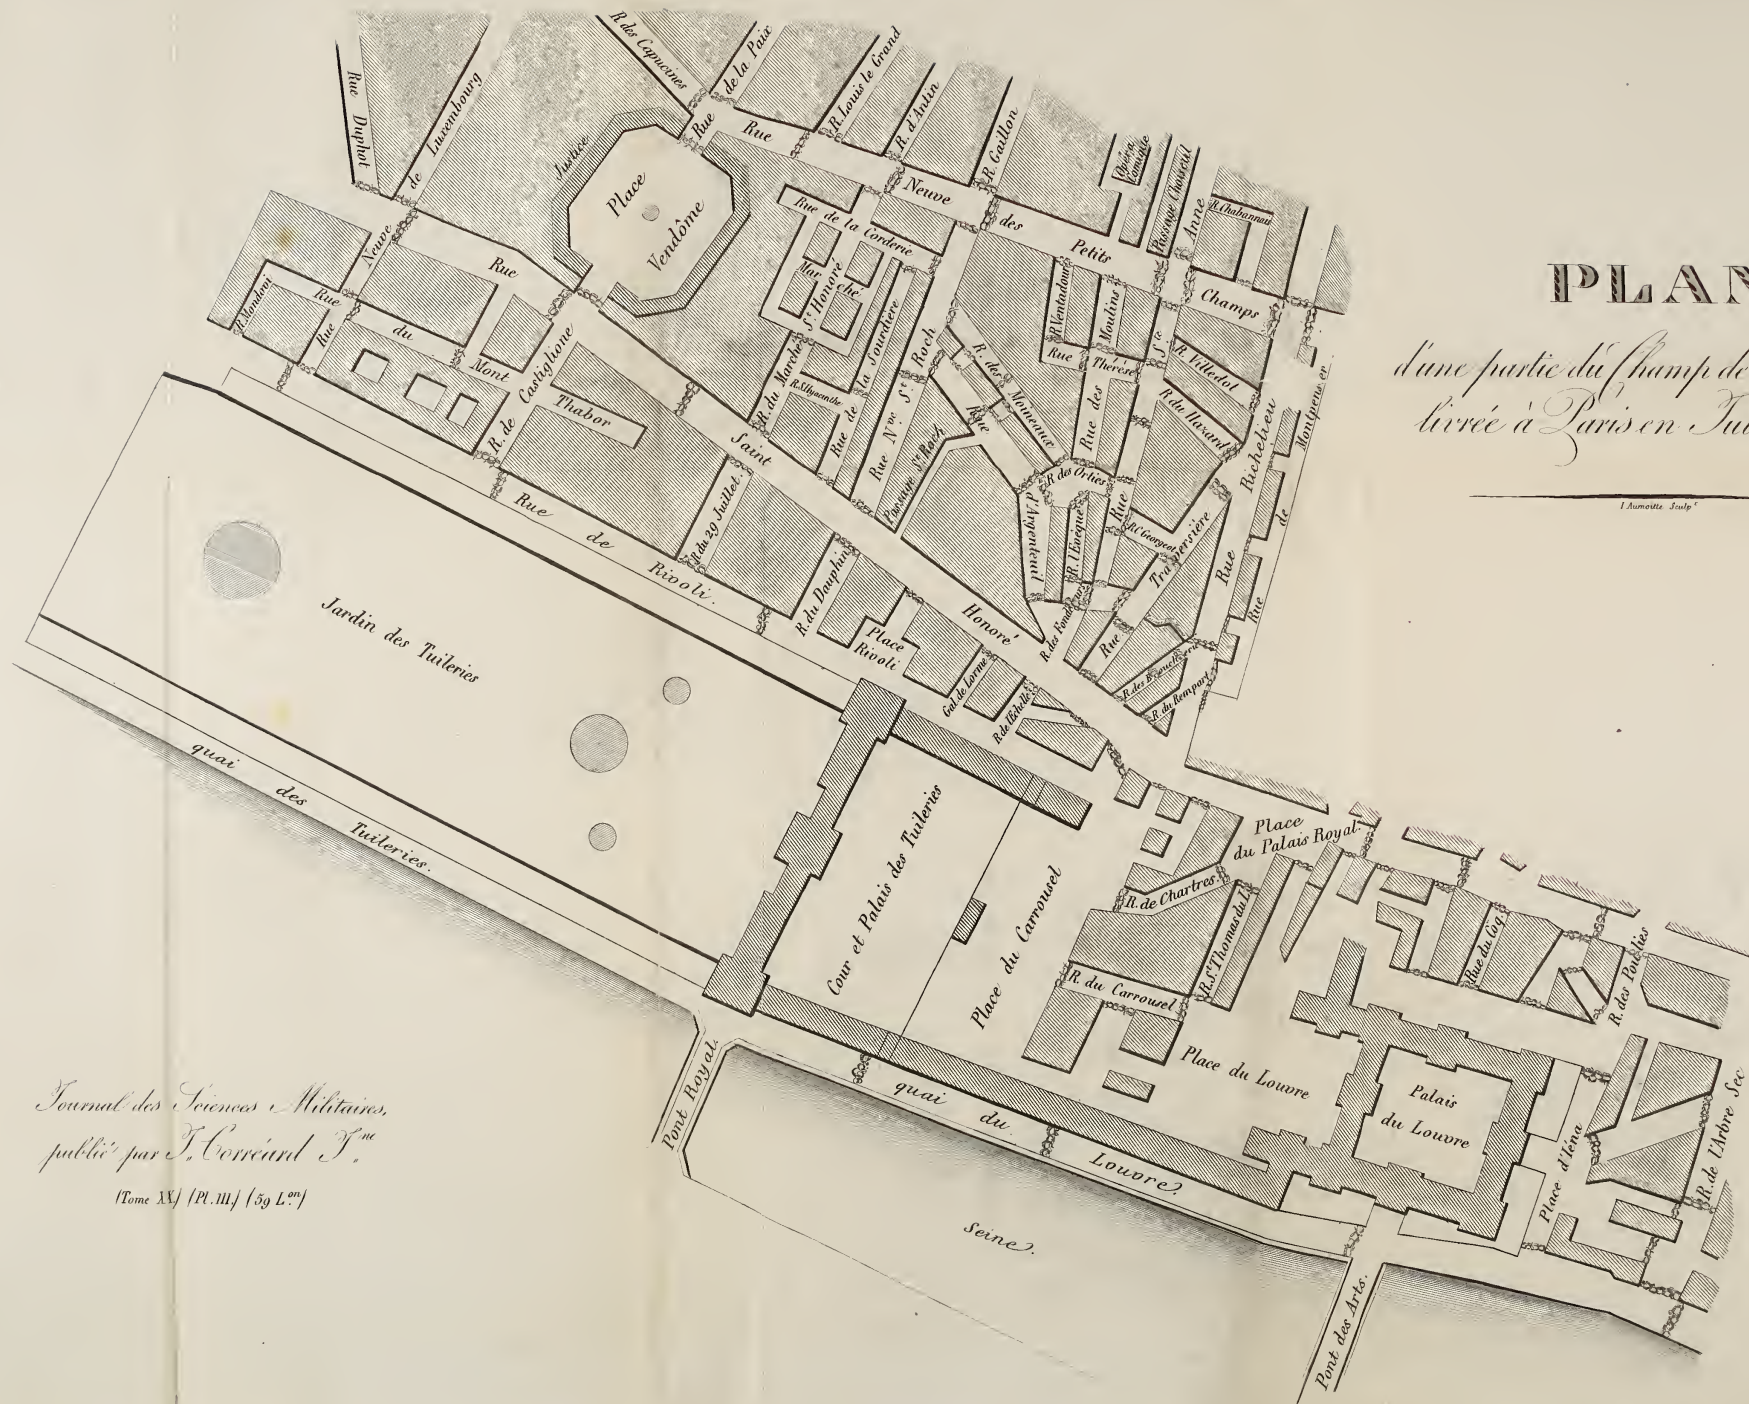 PLAN
d'une partie du Champ de
livrée à Paris en Jui
I Aumoitte Sculp.t
Rue Duphot
de Luxembourg
R des Capucines
de la Paix
Rue
R. Louis le Grand
R. d'Antin
R. Gaillon
Opéra Comique
Passage Choiseul
Anne
R. Chabannais
Justice
Place
Vendôme
Rue
Neuve
des
Petits
Champs
Rue de la Corderie
Marché
St Honoré
R. du Marché
R. S. Hyacinthe
Rue de la Sourdière
Rue Nve St Roch
Passage St Roch
R. des Moineaux
Rue
d'Argenteuil
R. Ventadour
Moulins
Rue Thérèse
Rue des
Ste
R. Villedot
R du Hazard
Richelieu
Montpensier
de
Rue
Rue
R des Orties
R. l'Evêque
Rue
R C Georgeot
Traversière
Rue
R. des Boucherie
R. du Rempart
Neuve
Rue
R. Mondovi
Rue
Rue
du
Mont
Thabor
R. de Castiglione
Saint
Honoré
Rue
de
Rivoli.
R du 29 Juillet.
R. du Dauphin
Place
Rivoli
Gal. de Lorme
R de l'Echelle
Jardin des Tuileries
quai
des
Tuileries.
Cour et Palais des Tuileries
Place du Carrousel
Place
du Palais Royal.
R. de Chartres.
R. St Thomas du L.
R. du Carrousel
Rue du Coq.
R. des Poulies
Place du Louvre
Palais
du Louvre
Place d'Iéna
R. de l'Arbre Sec
Pont Royal.
quai
du
Louvre.
Seine.
Pont des Arts.
Journal des Sciences Militaires,
publié par J. Corréard Jne
(Tome XX) (Pl. III.) (59 L.on)